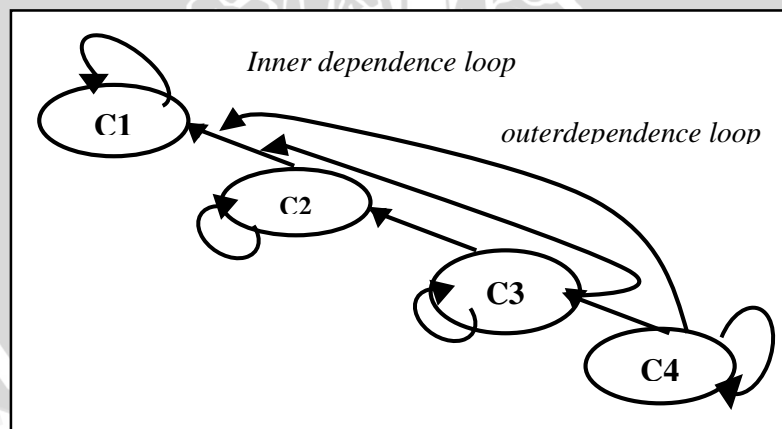 Inner dependence loop
C1
outerdependence loop
C2
C3
C4